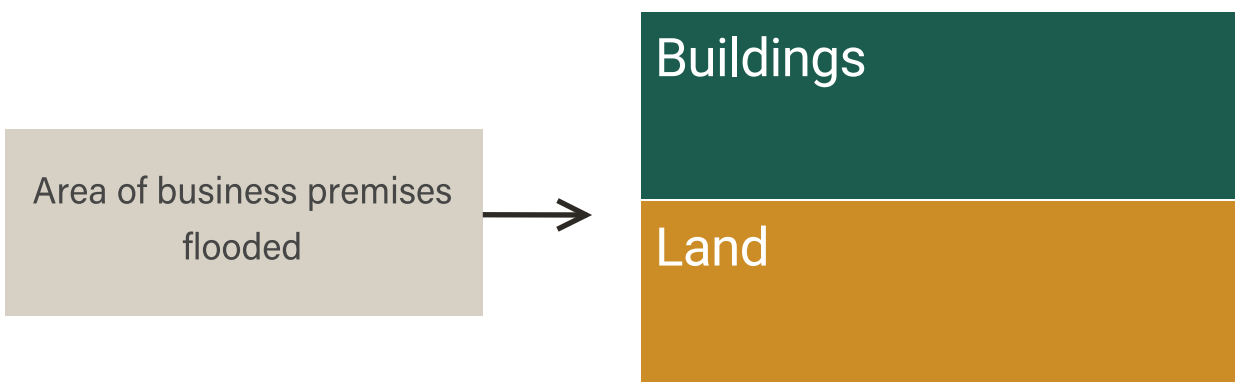 Area of business premises
flooded
Buildings
Land